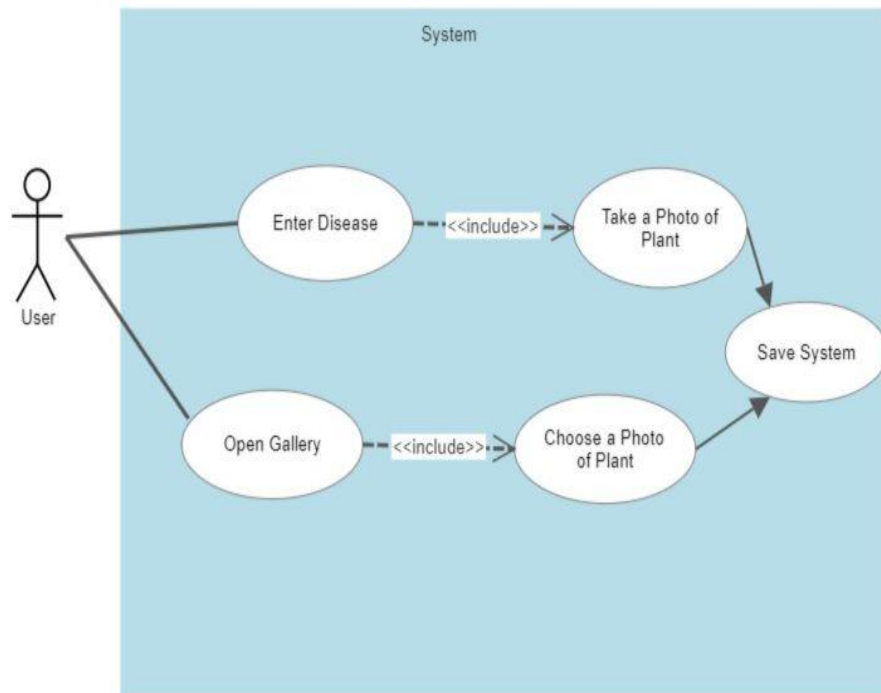 System
User
Enter Disease
<<include>>
Take a Photo of
Plant
Save System
Open Gallery
<<include>>
Choose a Photo
of Plant